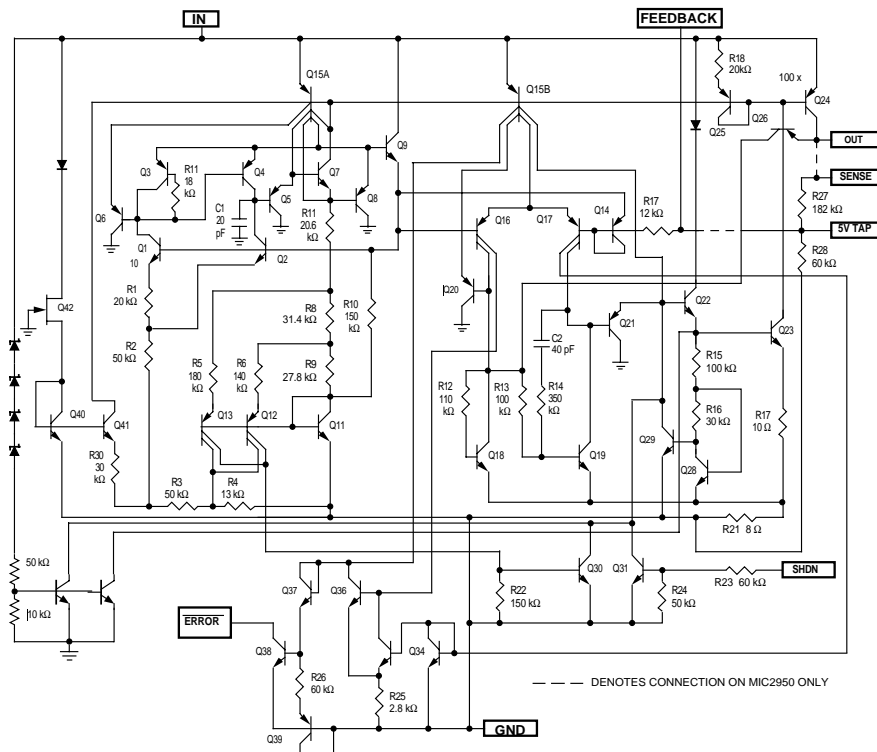 IN
FEEDBACK
R18
20kΩ
100 x
Q15A
Q15B
Q24
Q25
Q26
OUT
Q9
SENSE
Q3
R11
18
kΩ
Q4
Q7
Q5
Q8
R27
182 kΩ
Q6
C1
20
pF
R11
20.6
kΩ
Q16
Q17
Q14
R17
12 kΩ
5V TAP
Q1
10
Q2
R28
60 kΩ
Q20
R1
20 kΩ
R10
150
kΩ
Q42
R8
31.4 kΩ
Q22
Q21
Q23
R2
50 kΩ
C2
40 pF
R5
180
kΩ
R6
140
kΩ
R9
27.8 kΩ
R15
100 kΩ
R12
110
kΩ
R13
100
kΩ
R14
350
kΩ
R16
30 kΩ
R17
10 Ω
Q40
Q41
Q13
Q12
Q11
Q29
Q18
Q19
Q28
R30
30
kΩ
R3
50 kΩ
R4
13 kΩ
R21 8 Ω
50 kΩ
10 kΩ
Q30
Q31
R23 60 kΩ
SHDN
R22
150 kΩ
R24
50 kΩ
Q37
Q36
ERROR
Q38
Q34
R26
60 kΩ
R25
2.8 kΩ
DENOTES CONNECTION ON MIC2950 ONLY
Q39
GND